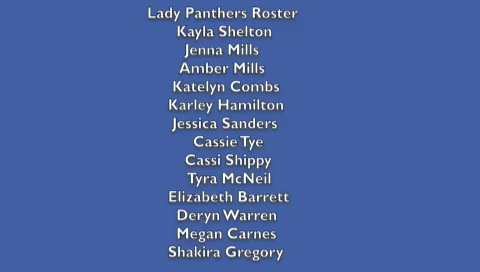 Lady Panthers Roster
Kayla Shelton
Jenna Mills
Amber Mills
Katelyn Combs
Karley Hamilton
Jessica Sanders
Cassie Tye
Cassi Shippy
Tyra McNeil
Elizabeth Barrett
Deryn Warren
Megan Carnes
Shakira Gregory